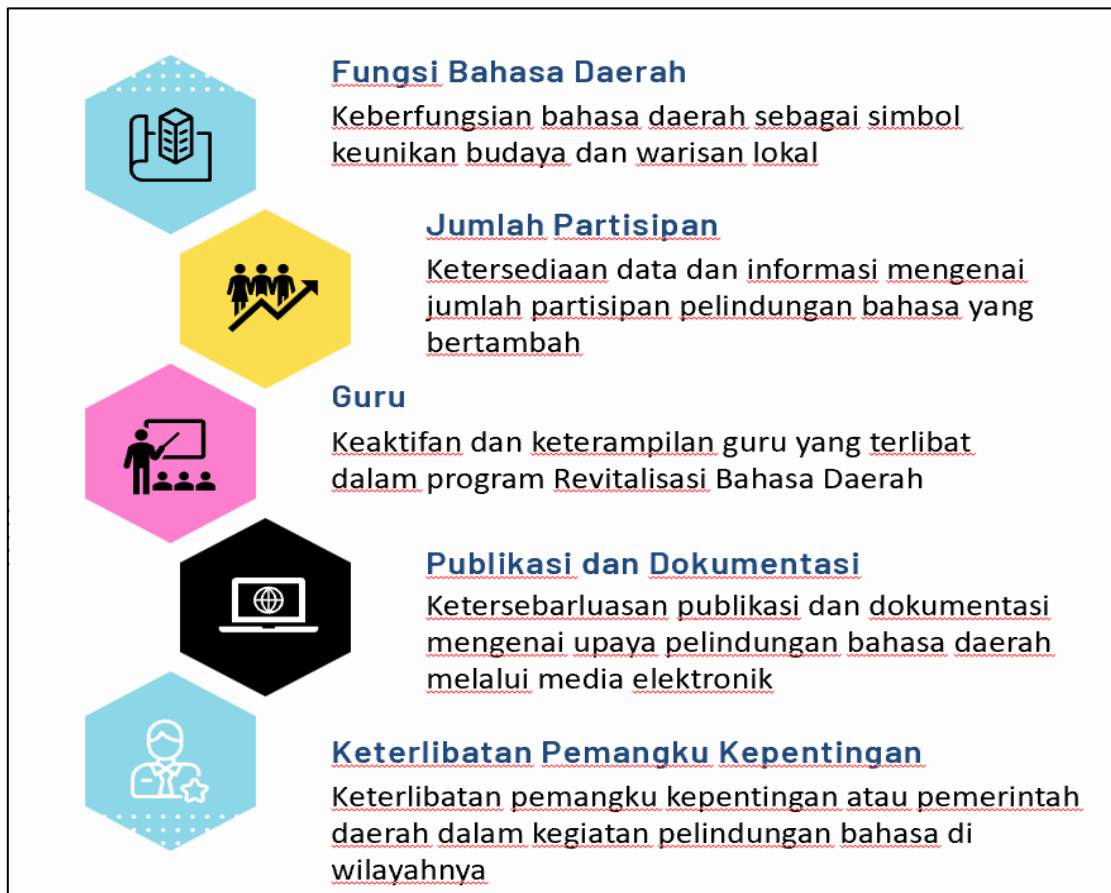 Fungsi Bahasa Daerah
Keberfungsian bahasa daerah sebagai simbol
keunikan budaya dan warisan lokal
Jumlah Partisipan
Ketersediaan data dan informasi mengenai
jumlah partisipan pelindungan bahasa yang
bertambah
Guru
Keaktifan dan keterampilan guru yang terlibat
dalam program Revitalisasi Bahasa Daerah
Publikasi dan Dokumentasi
Ketersebarluasan publikasi dan dokumentasi
mengenai upaya pelindungan bahasa daerah
melalui media elektronik
Keterlibatan Pemangku Kepentingan
Keterlibatan pemangku kepentingan atau pemerintah
daerah dalam kegiatan pelindungan bahasa di
wilayahnya